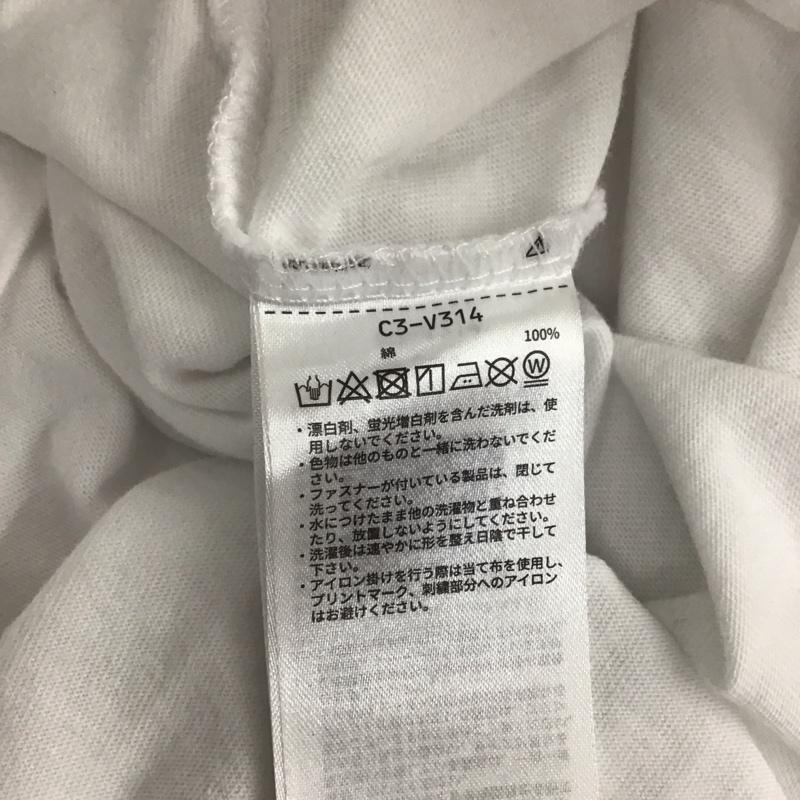 C3-V314
綿 100%
W
・漂白剤、蛍光増白剤を含んだ洗剤は、使
用しないでください。
・色物は他のものと一緒に洗わないでくだ
さい。
・ファスナーが付いている製品は、閉じて
洗ってください。
・水につけたまま他の洗濯物と重ね合わせ
たり、放置しないようにしてください。
・洗濯後は速やかに形を整え日陰で干して
下さい。
・アイロン掛けを行う際は当て布を使用し、
プリントマーク、刺繍部分へのアイロン
はお避けください。